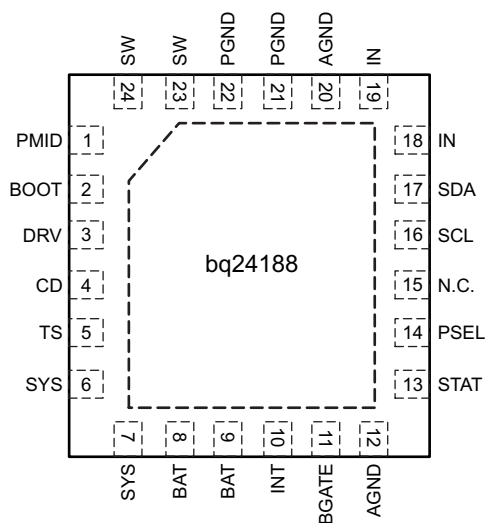 SW
SW
PGND
PGND
AGND
IN
24
23
22
21
20
19
PMID 1
18 IN
BOOT 2
17 SDA
DRV 3
16 SCL
bq24188
CD 4
15 N.C.
TS 5
14 PSEL
SYS 6
13 STAT
7
8
9
10
11
12
SYS
BAT
BAT
INT
BGATE
AGND